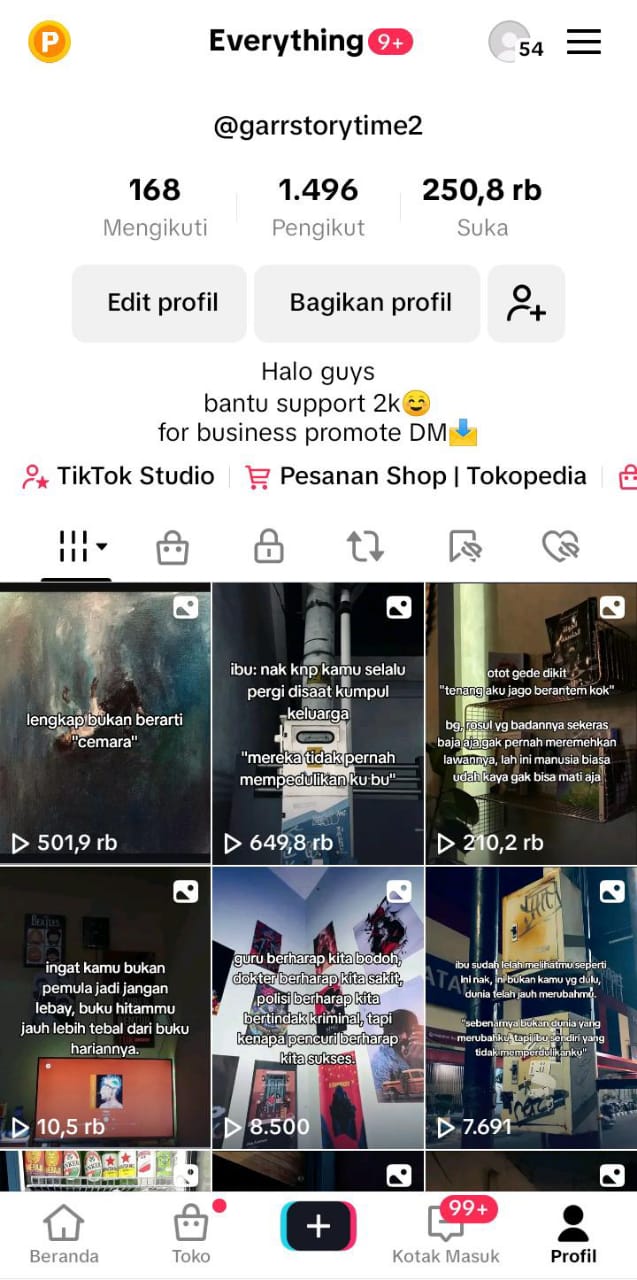 P
Everything 9+
54
@garrstorytime2
168
Mengikuti
1.496
Pengikut
250,8 rb
Suka
Edit profil
Bagikan profil
Halo guys
bantu support 2k😊
for business promote DM📩
TikTok Studio
Pesanan Shop | Tokopedia
lengkap bukan berarti
"cemara"
501,9 rb
ibu: nak knp kamu selalu
pergi disaat kumpul
keluarga
"mereka tidak pernah
mempedulikan ku bu"
649,8 rb
otot gede dikit
"tenang aku jago berantem kok"
bg, rosul yg badannya sekeras
baja aja gak pernah meremehkan
lawannya, lah ini manusia biasa
udah kaya gak bisa mati aja
210,2 rb
BEATLES
ingat kamu bukan
pemula jadi jangan
lebay, buku hitammu
jauh lebih tebal dari buku
hariannya.
10,5 rb
guru berharap kita bodoh,
dokter berharap kita sakit,
polisi berharap kita
bertindak kriminal, tapi
kenapa pencuri berharap
kita sukses.
8.500
ibu sudah lelah melihatmu seperti
ini nak, ini bukan kamu yg dulu,
dunia telah jauh merubahmu.
"sebenarnya bukan dunia yang
merubahku, tapi ibu sendiri yang
tidak memperdulikanku"
7.691
Beranda
Toko
99+
Kotak Masuk
Profil